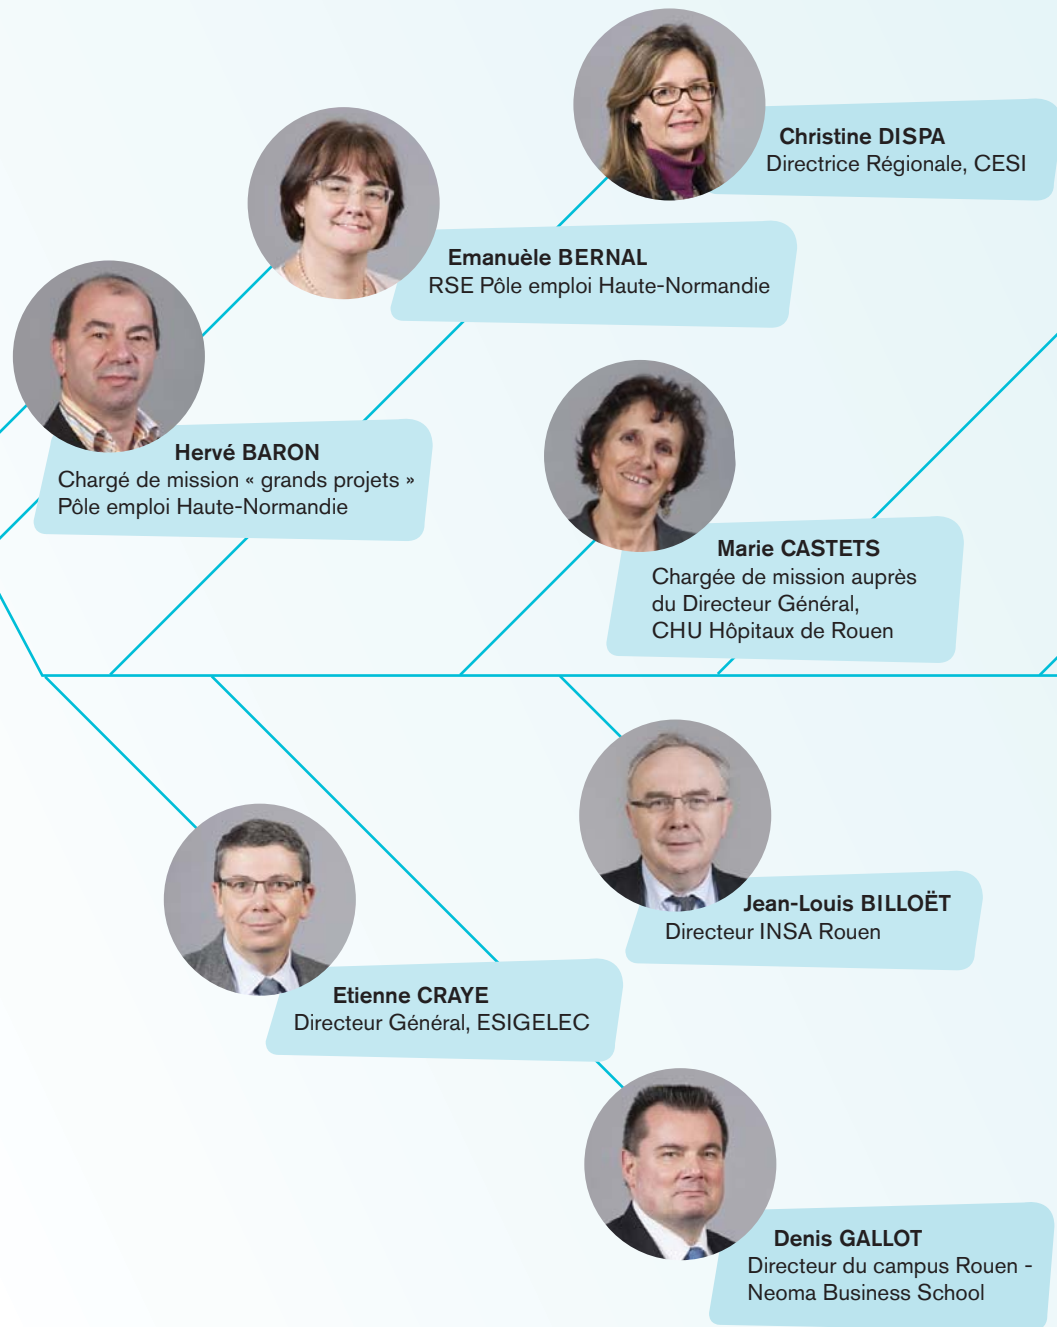 Christine DISPA
Directrice Régionale, CESI
Emanuèle BERNAL
RSE Pôle emploi Haute-Normandie
Hervé BARON
Chargé de mission « grands projets »
Pôle emploi Haute-Normandie
Marie CASTETS
Chargée de mission auprès
du Directeur Général,
CHU Hôpitaux de Rouen
Jean-Louis BILLOËT
Directeur INSA Rouen
Etienne CRAYE
Directeur Général, ESIGELEC
Denis GALLOT
Directeur du campus Rouen -
Neoma Business School